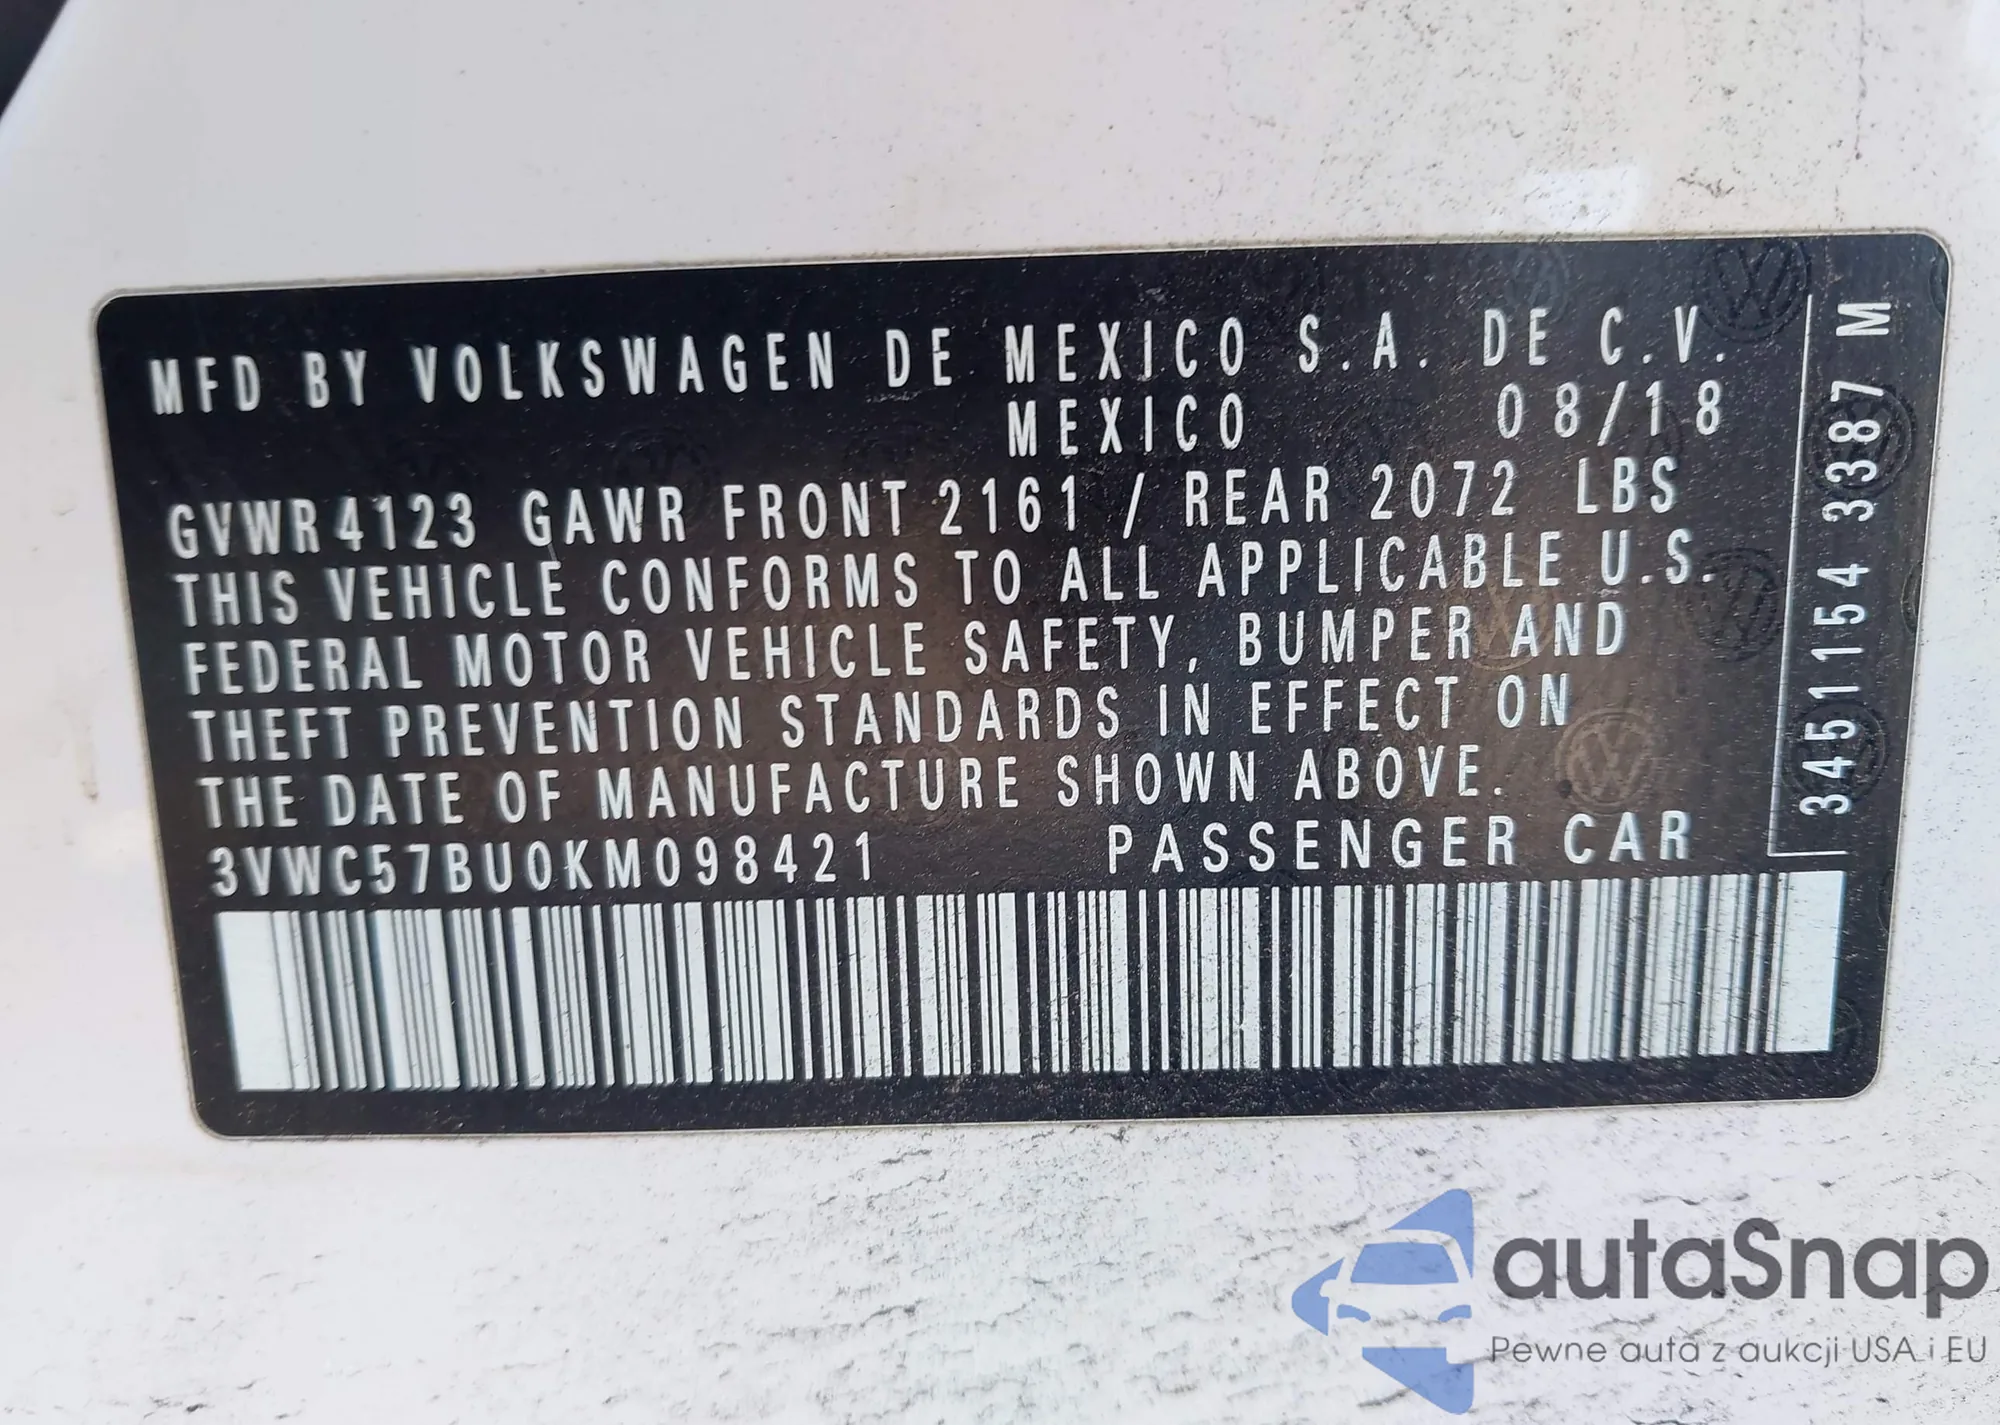 MFD BY VOLKSWAGEN DE MEXICO S.A. DE C.V.
MEXICO 08/18
GVWR 4123 GAWR FRONT 2161 / REAR 2072 LBS
THIS VEHICLE CONFORMS TO ALL APPLICABLE U.S.
FEDERAL MOTOR VEHICLE SAFETY, BUMPER AND
THEFT PREVENTION STANDARDS IN EFFECT ON
THE DATE OF MANUFACTURE SHOWN ABOVE.
3VWC57BU0KM098421 PASSENGER CAR
3451154 3387 M
autaSnap
Pewne auta z aukcji USA i EU